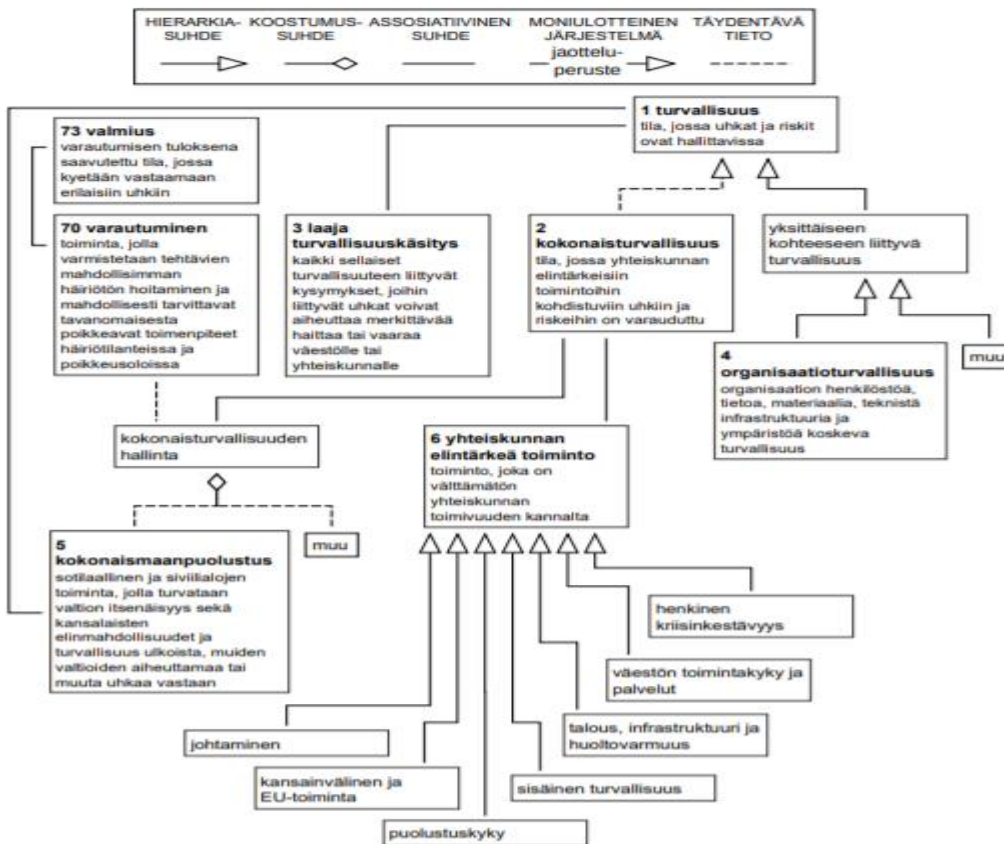 HIERARKIA-
SUHDE
KOOSTUMUS-
SUHDE
ASSOSIATIIVINEN
SUHDE
MONIULOTTEINEN
JÄRJESTELMÄ
jaottelu-
peruste
TÄYDENTÄVÄ
TIETO
73 valmius
varautumisen tuloksena
saavutettu tila, jossa
kyetään vastaamaan
erilaisiin uhkiin
1 turvallisuus
tila, jossa uhkat ja riskit
ovat hallittavissa
70 varautuminen
toiminta, jolla
varmistetaan tehtävien
mahdollisimman
häiriötön hoitaminen ja
mahdollisesti tarvittavat
tavanomaisesta
poikkeavat toimenpiteet
häiriötilanteissa ja
poikkeusoloissa
3 laaja
turvallisuuskäsitys
kaikki sellaiset
turvallisuuteen liittyvät
kysymykset, joihin
liittyvät uhkat voivat
aiheuttaa merkittävää
haittaa tai vaaraa
väestölle tai
yhteiskunnalle
2
kokonaisturvallisuus
tila, jossa yhteiskunnan
elintärkeisiin
toimintoihin
kohdistuviin uhkiin ja
riskeihin on varauduttu
yksittäiseen
kohteeseen liittyvä
turvallisuus
4
organisaatioturvallisuus
organisaation henkilöstöä,
tietoa, materiaalia, teknistä
infrastruktuuria ja
ympäristöä koskeva
turvallisuus
muu
kokonaisturvallisuuden
hallinta
6 yhteiskunnan
elintärkeä toiminto
toiminto, joka on
välttämätön
yhteiskunnan
toimivuuden kannalta
5
kokonaismaanpuolustus
sotilaallinen ja siviilialojen
toiminta, jolla turvataan
valtion itsenäisyys sekä
kansalaisten
elinmahdollisuudet ja
turvallisuus ulkoista, muiden
valtioiden aiheuttamaa tai
muuta uhkaa vastaan
muu
henkinen
kriisinkestävyys
väestön toimintakyky ja
palvelut
talous, infrastruktuuri ja
huoltovarmuus
sisäinen turvallisuus
johtaminen
kansainvälinen ja
EU-toiminta
puolustuskyky